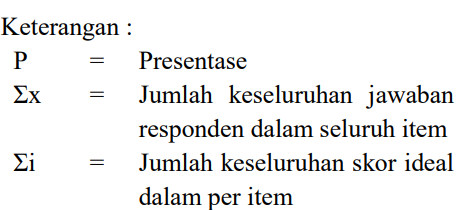 Keterangan :
P = Presentase
Σx = Jumlah keseluruhan jawaban
responden dalam seluruh item
Σi = Jumlah keseluruhan skor ideal
dalam per item